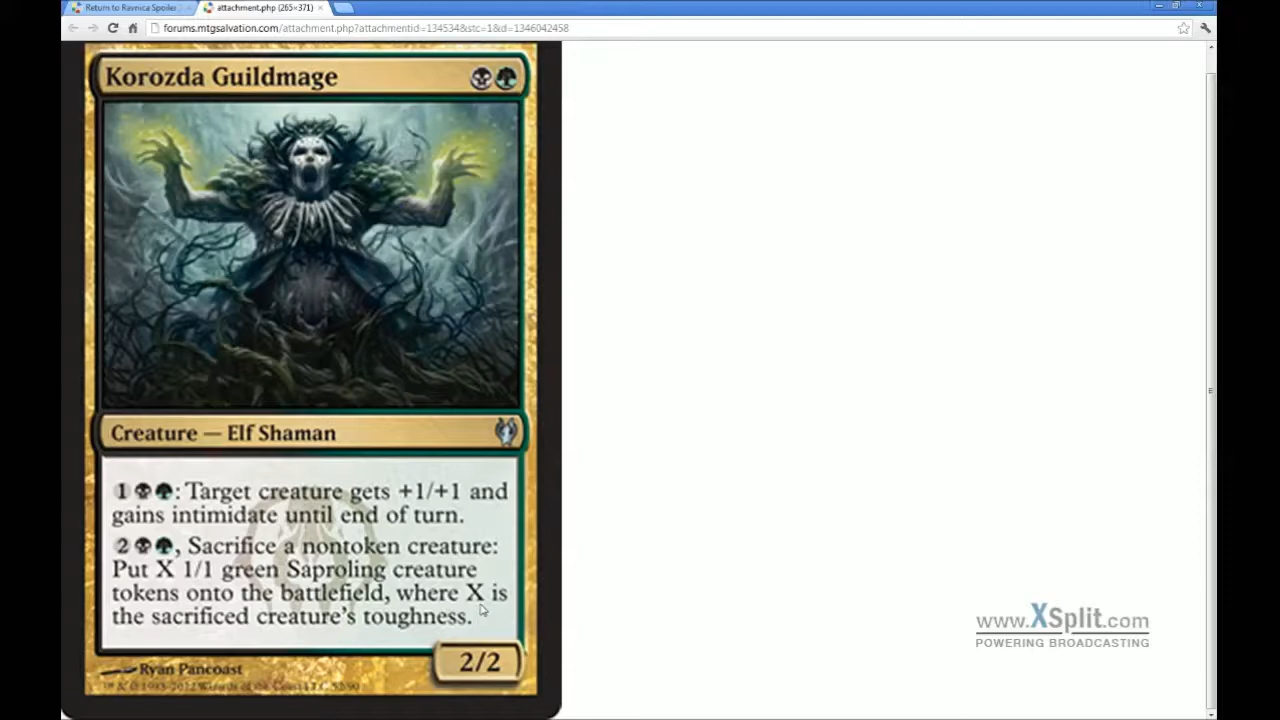 Return to Ravnica Spoiler
attachment.php (265×371)
forums.mtgsalvation.com/attachment.php?attachmentid=134534&stc=1&d=1346042458
Korozda Guildmage
Creature — Elf Shaman
1: Target creature gets +1/+1 and
gains intimidate until end of turn.
2, Sacrifice a nontoken creature:
Put X 1/1 green Saproling creature
tokens onto the battlefield, where X is
the sacrificed creature's toughness.
2/2
Ryan Pancoast
www.XSplit.com
POWERING BROADCASTING